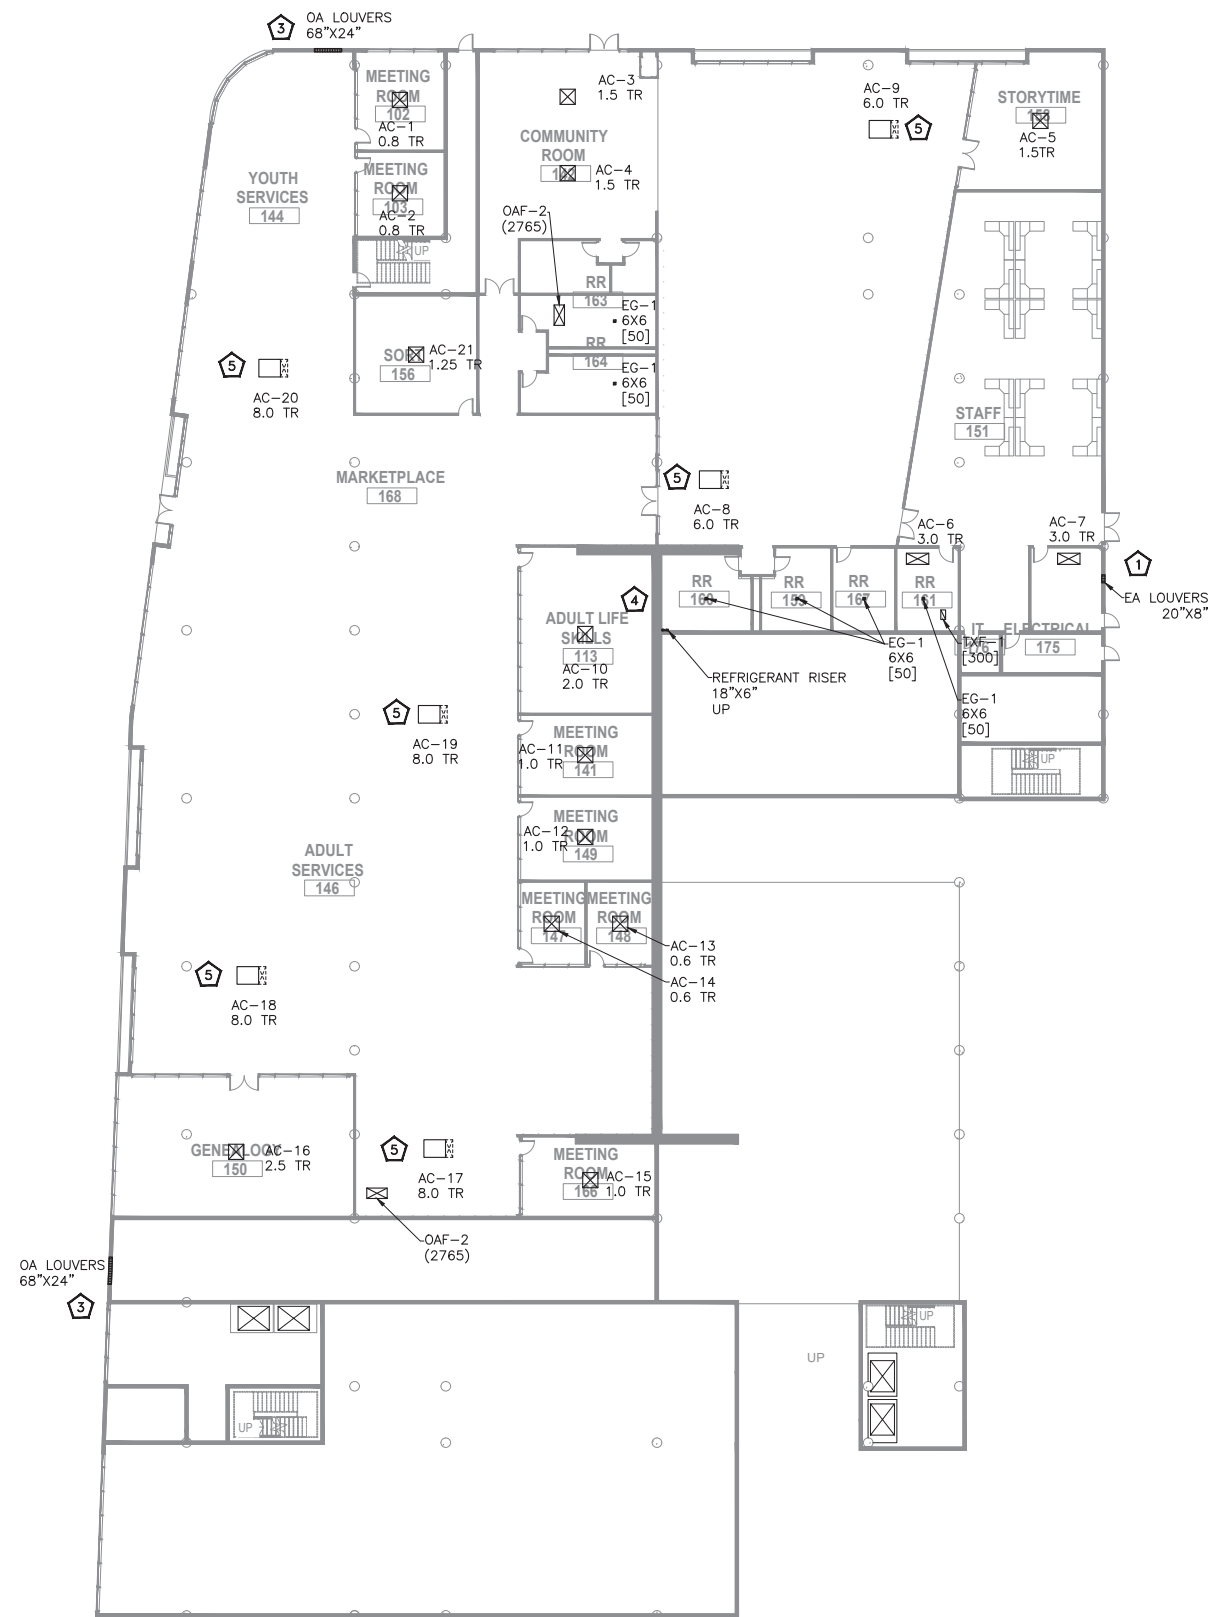 3
OA LOUVERS
68"X24"
MEETING
ROOM
102
AC-1
0.8 TR
MEETING
ROOM
103
AC-2
0.8 TR
UP
YOUTH
SERVICES
144
AC-3
1.5 TR
COMMUNITY
ROOM
AC-4
1.5 TR
OAF-2
(2765)
RR
163
EG-1
6X6
[50]
RR
164
EG-1
6X6
[50]
AC-9
6.0 TR
5
STORYTIME
AC-5
1.5TR
156
AC-21
1.25 TR
5
AC-20
8.0 TR
STAFF
151
MARKETPLACE
168
5
AC-8
6.0 TR
AC-6
3.0 TR
AC-7
3.0 TR
1
EA LOUVERS
20"X8"
4
RR
160
RR
159
RR
167
RR
161
EG-1
6X6
[50]
TXF-1
[300]
IT
176
ELECTRICAL
175
EG-1
6X6
[50]
REFRIGERANT RISER
18"X6"
UP
UP
ADULT LIFE
SKILLS
113
AC-10
2.0 TR
5
AC-19
8.0 TR
MEETING
ROOM
141
AC-11
1.0 TR
MEETING
ROOM
149
AC-12
1.0 TR
ADULT
SERVICES
146
MEETING
ROOM
147
MEETING
ROOM
148
AC-13
0.6 TR
AC-14
0.6 TR
5
AC-18
8.0 TR
GENEALOGY
150
AC-16
2.5 TR
5
AC-17
8.0 TR
MEETING
ROOM
166
AC-15
1.0 TR
OAF-2
(2765)
OA LOUVERS
68"X24"
3
UP
UP
UP